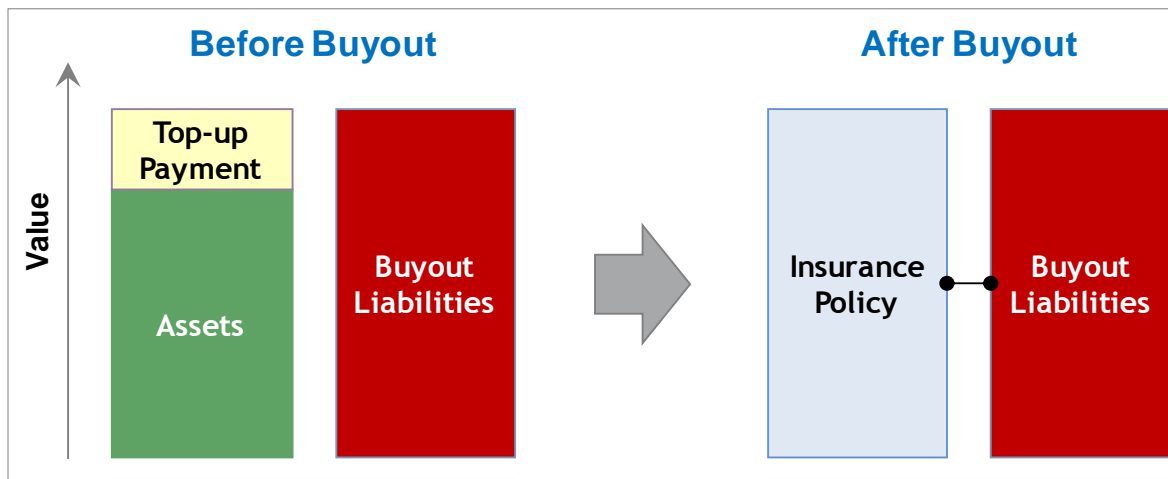 Before Buyout
After Buyout
Value
Top-up
Payment
Assets
Buyout
Liabilities
Insurance
Policy
Buyout
Liabilities